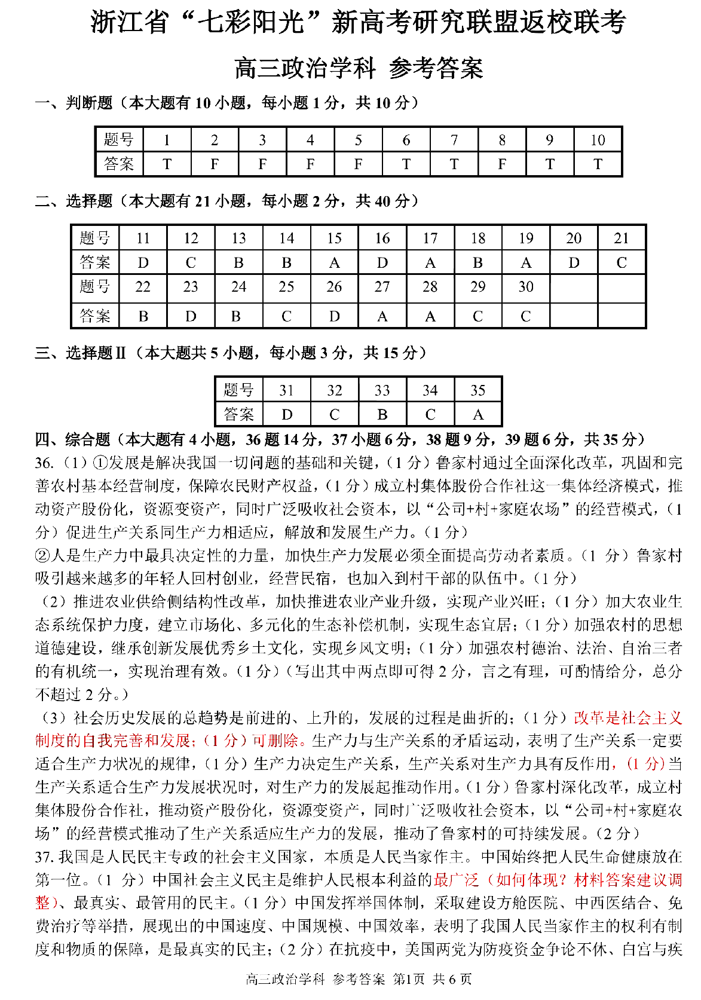 浙江省“七彩阳光”新高考研究联盟返校联考
高三政治学科 参考答案
一、判断题（本大题有 10 小题，每小题 1 分，共 10 分）
题号 1 2 3 4 5 6 7 8 9 10
答案 T F F F F T T F T T
二、选择题（本大题有 21 小题，每小题 2 分，共 40 分）
题号 11 12 13 14 15 16 17 18 19 20 21
答案 D C B B A D A B A D C
题号 22 23 24 25 26 27 28 29 30
答案 B D B C D A A C C
三、选择题Ⅱ（本大题共 5 小题，每小题 3 分，共 15 分）
题号 31 32 33 34 35
答案 D C B C A
四、综合题（本大题有 4 小题，36 题 14 分，37 小题 6 分，38 题 9 分，39 题 6 分，共 35 分）
36.（1）①发展是解决我国一切问题的基础和关键，（1 分）鲁家村通过全面深化改革，巩固和完
善农村基本经营制度，保障农民财产权益，（1 分）成立村集体股份合作社这一集体经济模式，推
动资产股份化，资源变资产，同时广泛吸收社会资本，以“公司+村+家庭农场”的经营模式，（1
分）促进生产关系同生产力相适应，解放和发展生产力。（1 分）
②人是生产力中最具决定性的力量，加快生产力发展必须全面提高劳动者素质。（1 分）鲁家村
吸引越来越多的年轻人回村创业，经营民宿，也加入到村干部的队伍中。（1 分）
（2）推进农业供给侧结构性改革，加快推进农业产业升级，实现产业兴旺；（1 分）加大农业生
态系统保护力度，建立市场化、多元化的生态补偿机制，实现生态宜居；（1 分）加强农村的思想
道德建设，继承创新发展优秀乡土文化，实现乡风文明；（1 分）加强农村德治、法治、自治三者
的有机统一，实现治理有效。（1 分）（写出其中两点即可得 2 分，言之有理，可酌情给分，总分
不超过 2 分。）
（3）社会历史发展的总趋势是前进的、上升的，发展的过程是曲折的；（1 分）改革是社会主义
制度的自我完善和发展；（1 分）可删除。生产力与生产关系的矛盾运动，表明了生产关系一定要
适合生产力状况的规律，（1 分）生产力决定生产关系，生产关系对生产力具有反作用，(1 分)当
生产关系适合生产力发展状况时，对生产力的发展起推动作用。（1 分）鲁家村深化改革，成立村
集体股份合作社，推动资产股份化，资源变资产，同时广泛吸收社会资本，以“公司+村+家庭农
场”的经营模式推动了生产关系适应生产力的发展，推动了鲁家村的可持续发展。（2 分）
37. 我国是人民民主专政的社会主义国家，本质是人民当家作主。中国始终把人民生命健康放在
第一位。（1 分）中国社会主义民主是维护人民根本利益的最广泛（如何体现？材料答案建议调
整）、最真实、最管用的民主。（1 分）中国发挥举国体制，采取建设方舱医院、中西医结合、免
费治疗等举措，展现出的中国速度、中国规模、中国效率，表明了我国人民当家作主的权利有制
度和物质的保障，是最真实的民主；（2 分）在抗疫中，美国两党为防疫资金争论不休、白宫与疾
高三政治学科 参考答案 第1页 共 6 页